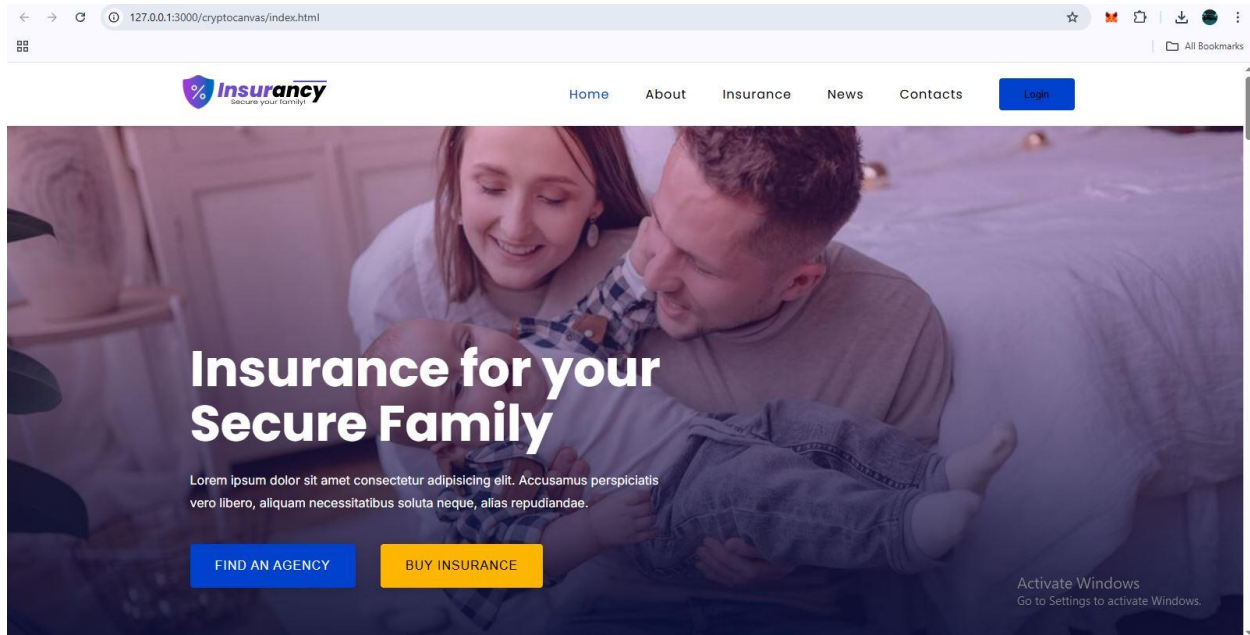 127.0.0.1:3000/cryptocanvas/index.html
All Bookmarks
Insurancy
Secure your family!
Home About Insurance News Contacts Login
Insurance for your
Secure Family
Lorem ipsum dolor sit amet consectetur adipisicing elit. Accusamus perspiciatis
vero libero, aliquam necessitatibus soluta neque, alias repudiandae.
FIND AN AGENCY BUY INSURANCE
Activate Windows
Go to Settings to activate Windows.